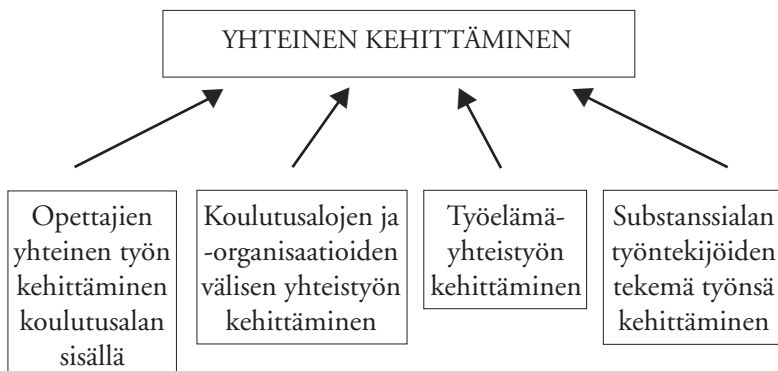 YHTEINEN KEHITTÄMINEN
Opettajien
yhteinen työn
kehittäminen
koulutusalan
sisällä
Koulutusalojen ja
-organisaatioiden
välisen yhteistyön
kehittäminen
Työelämä-
yhteistyön
kehittäminen
Substanssialan
työntekijöiden
tekemä työnsä
kehittäminen